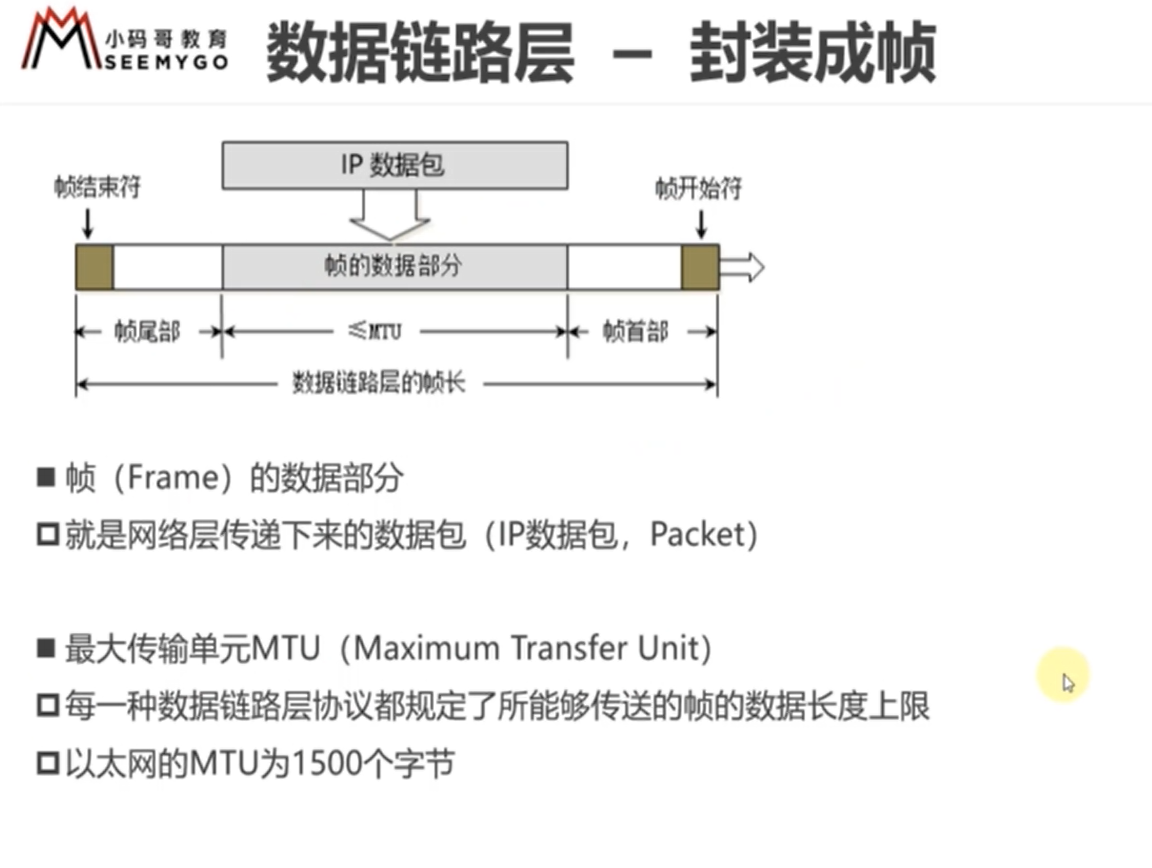 小码哥教育
SEEMYGO
数据链路层 – 封装成帧
IP 数据包
帧结束符
帧开始符
帧的数据部分
帧尾部
≤MTU
帧首部
数据链路层的帧长
■ 帧（Frame）的数据部分
就是网络层传递下来的数据包（IP数据包，Packet）
■ 最大传输单元MTU（Maximum Transfer Unit）
每一种数据链路层协议都规定了所能够传送的帧的数据长度上限
以太网的MTU为1500个字节